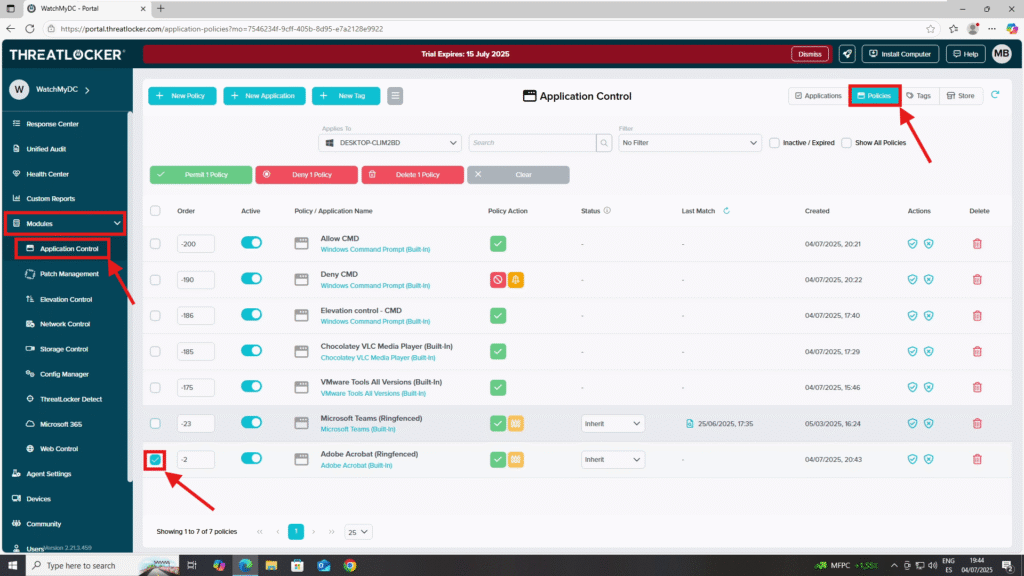 WatchMyDC - Portal
https://portal.threatlocker.com/application-policies?mo=7546234f-9cff-405b-8d95-e7a2128e9922
THREATLOCKER
Trial Expires: 15 July 2025
Dismiss
Install Computer
Help
MB
W WatchMyDC
Response Center
Unified Audit
Health Center
Custom Reports
Modules
Application Control
Patch Management
Elevation Control
Network Control
Storage Control
Config Manager
ThreatLocker Detect
Microsoft 365
Web Control
Agent Settings
Devices
Community
Users
Version 2.21.3.459
+ New Policy
+ New Application
+ New Tag
Application Control
Applications
Policies
Tags
Store
Applies To
DESKTOP-CLIM2BD
Search
Filter
No Filter
Inactive / Expired
Show All Policies
Permit 1 Policy
Deny 1 Policy
Delete 1 Policy
Clear
Order Active Policy / Application Name Policy Action Status Last Match Created Actions Delete
-200 Allow CMD - - 04/07/2025, 20:21
Windows Command Prompt (Built-In)
-190 Deny CMD - - 04/07/2025, 20:22
Windows Command Prompt (Built-In)
-186 Elevation control - CMD - - 04/07/2025, 17:40
Windows Command Prompt (Built-In)
-185 Chocolatey VLC Media Player (Built-In) - - 04/07/2025, 17:29
Chocolatey VLC Media Player (Built-In)
-175 VMware Tools All Versions (Built-In) - - 04/07/2025, 15:46
VMware Tools All Versions (Built-In)
-23 Microsoft Teams (Ringfenced) Inherit 25/06/2025, 17:35 05/03/2025, 16:24
Microsoft Teams (Built-In)
-2 Adobe Acrobat (Ringfenced) Inherit - 04/07/2025, 20:43
Adobe Acrobat (Built-In)
Showing 1 to 7 of 7 policies
1
25
Type here to search
MFPC +1,55%
ENG
ES
19:44
04/07/2025